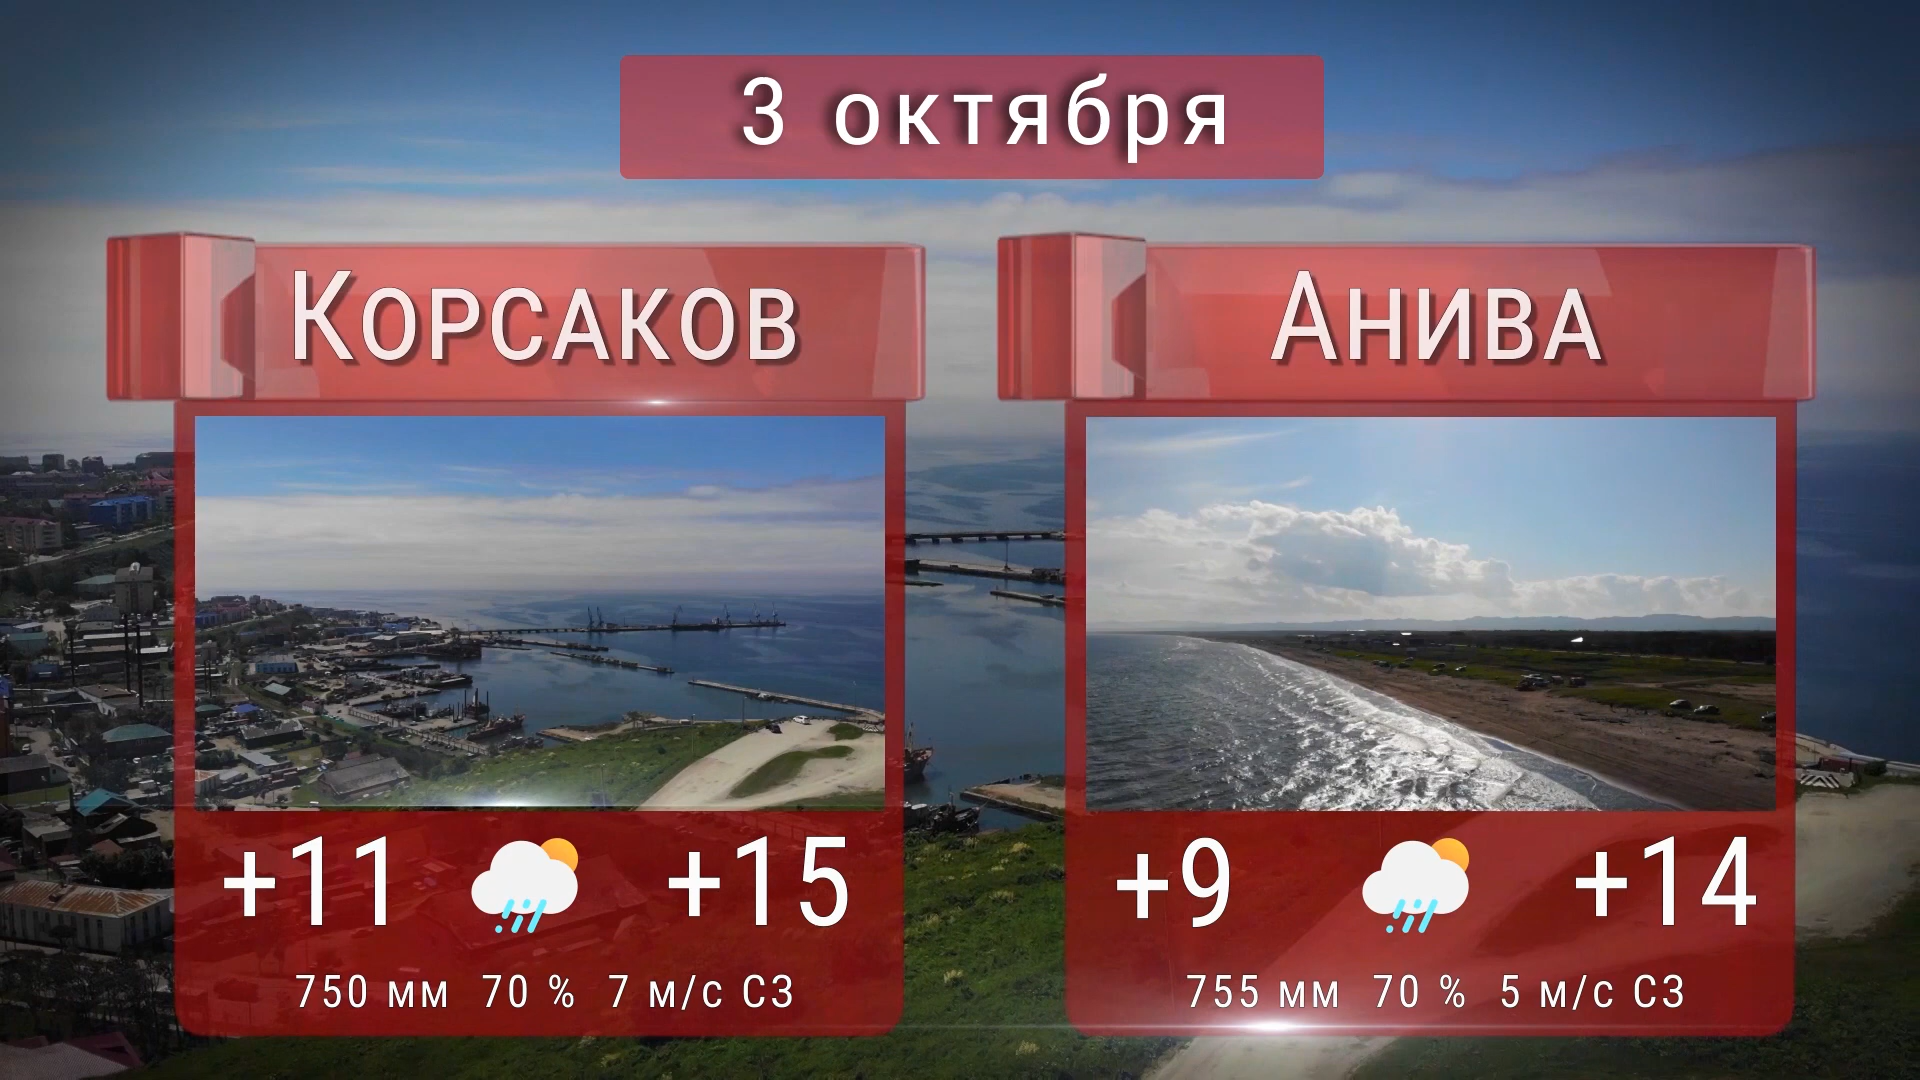 3 октября
Корсаков
+11 +15
750 мм 70 % 7 м/с СЗ
Анива
+9 +14
755 мм 70 % 5 м/с СЗ